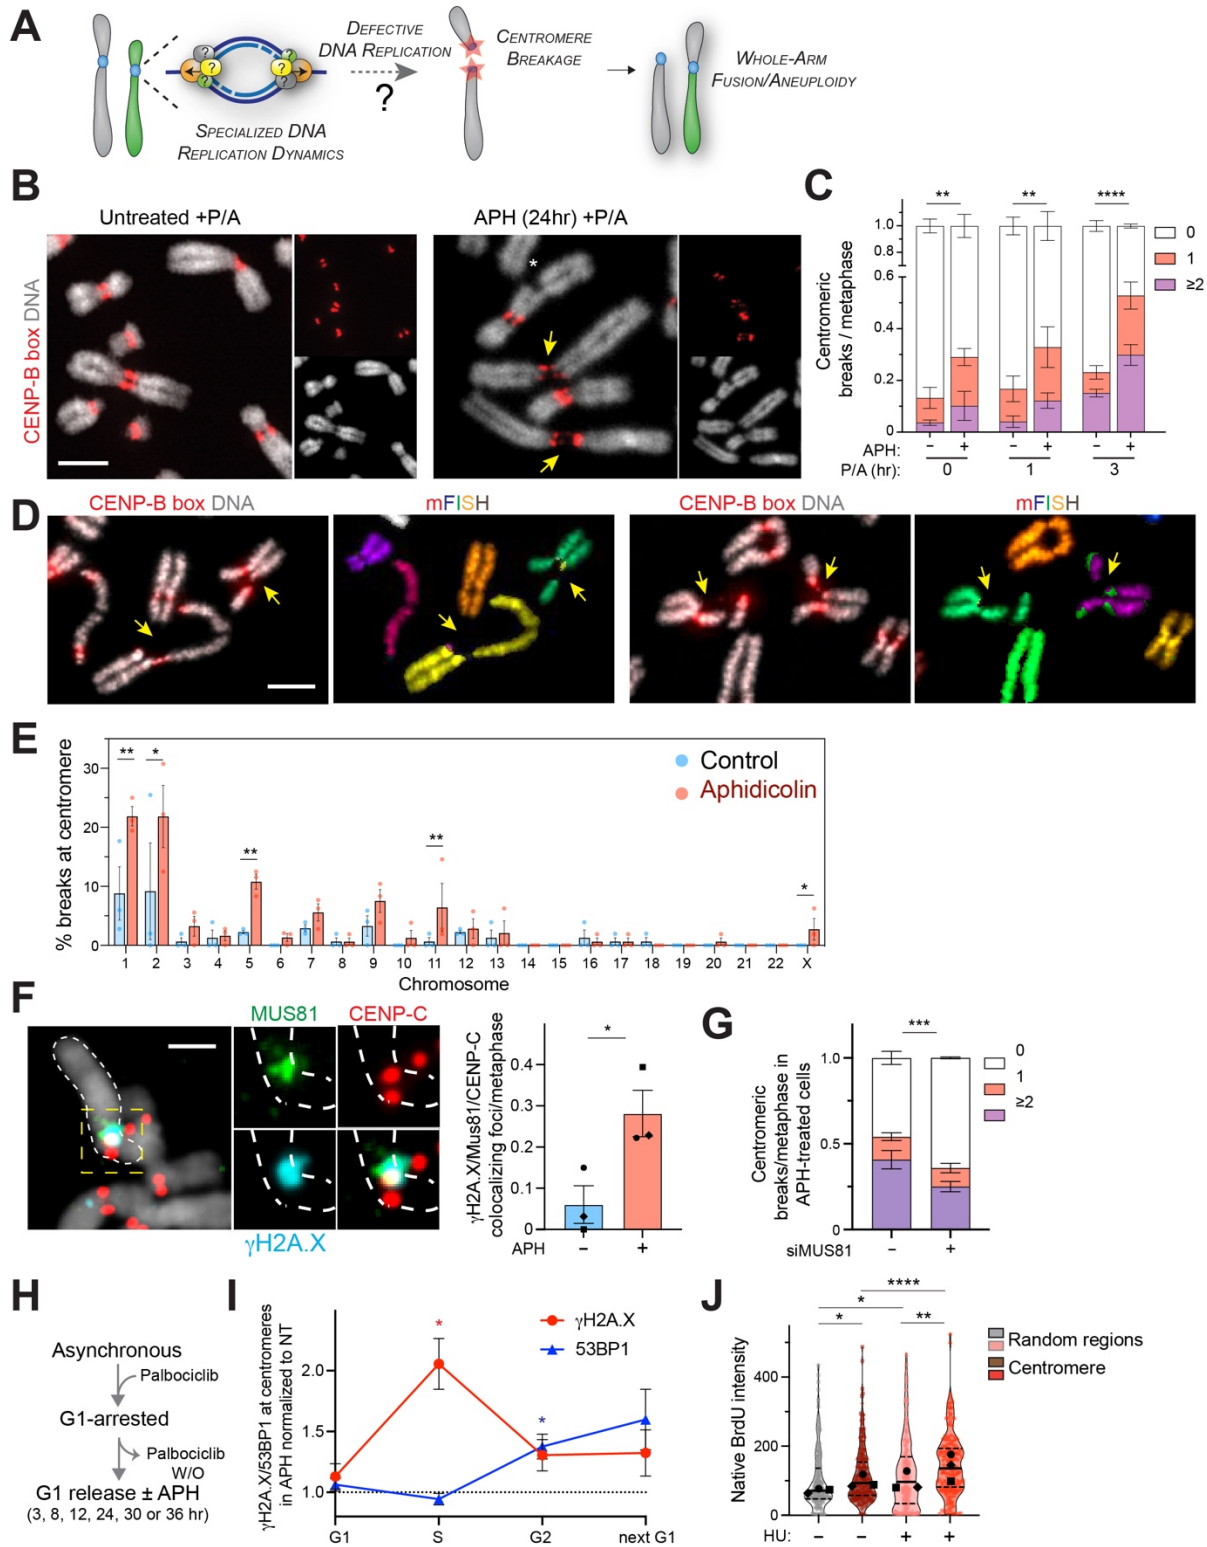 A
?
?
?
?
?
?
SPECIALIZED DNA
REPLICATION DYNAMICS
DEFECTIVE
DNA REPLICATION
?
CENTROMERE
BREAKAGE
WHOLE-ARM
FUSION/ANEUPLOIDY
B
Untreated +P/A
APH (24hr) +P/A
CENP-B box DNA
*
C
** ** ****
Centromeric
breaks / metaphase
1.0
0.8
0.6
0.4
0.2
0
0
1
≥2
APH: – + – + – +
P/A (hr): 0 1 3
D
CENP-B box DNA
mFISH
CENP-B box DNA
mFISH
E
% breaks at centromere
30
20
10
0
** * ** ** *
Control
Aphidicolin
1 2 3 4 5 6 7 8 9 10 11 12 13 14 15 16 17 18 19 20 21 22 X
Chromosome
F
MUS81
CENP-C
γH2A.X
γH2A.X/Mus81/CENP-C
colocalizing foci/metaphase
0.4
0.3
0.2
0.1
0
*
APH – +
G
***
Centromeric
breaks/metaphase in
APH-treated cells
1.0
0.5
0
0
1
≥2
siMUS81 – +
H
Asynchronous
Palbociclib
G1-arrested
Palbociclib
W/O
G1 release ± APH
(3, 8, 12, 24, 30 or 36 hr)
I
γH2A.X/53BP1 at centromeres
in APH normalized to NT
2.0
1.5
1.0
*
*
γH2A.X
53BP1
G1 S G2 next G1
J
****
*
* **
Native BrdU intensity
400
200
0
Random regions
Centromere
HU: – – + +